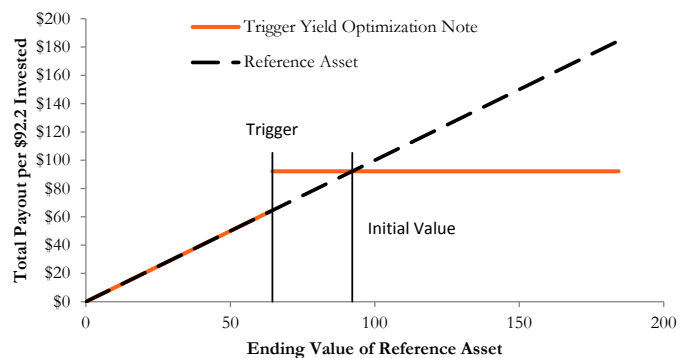 Total Payout per $92.2 Invested
$200
$180
$160
$140
$120
$100
$80
$60
$40
$20
$0
Trigger Yield Optimization Note
Reference Asset
Trigger
Initial Value
0
50
100
150
200
Ending Value of Reference Asset